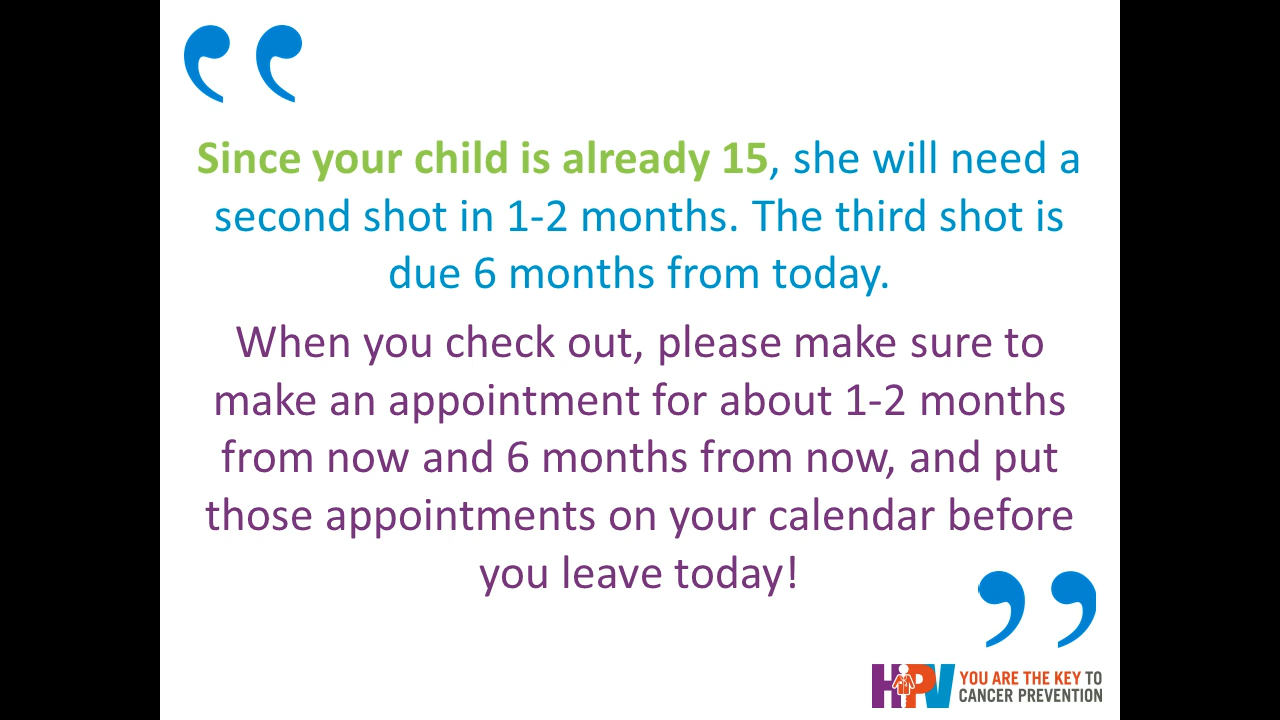 Since your child is already 15, she will need a
second shot in 1-2 months. The third shot is
due 6 months from today.
When you check out, please make sure to
make an appointment for about 1-2 months
from now and 6 months from now, and put
those appointments on your calendar before
you leave today!
HPV YOU ARE THE KEY TO
CANCER PREVENTION